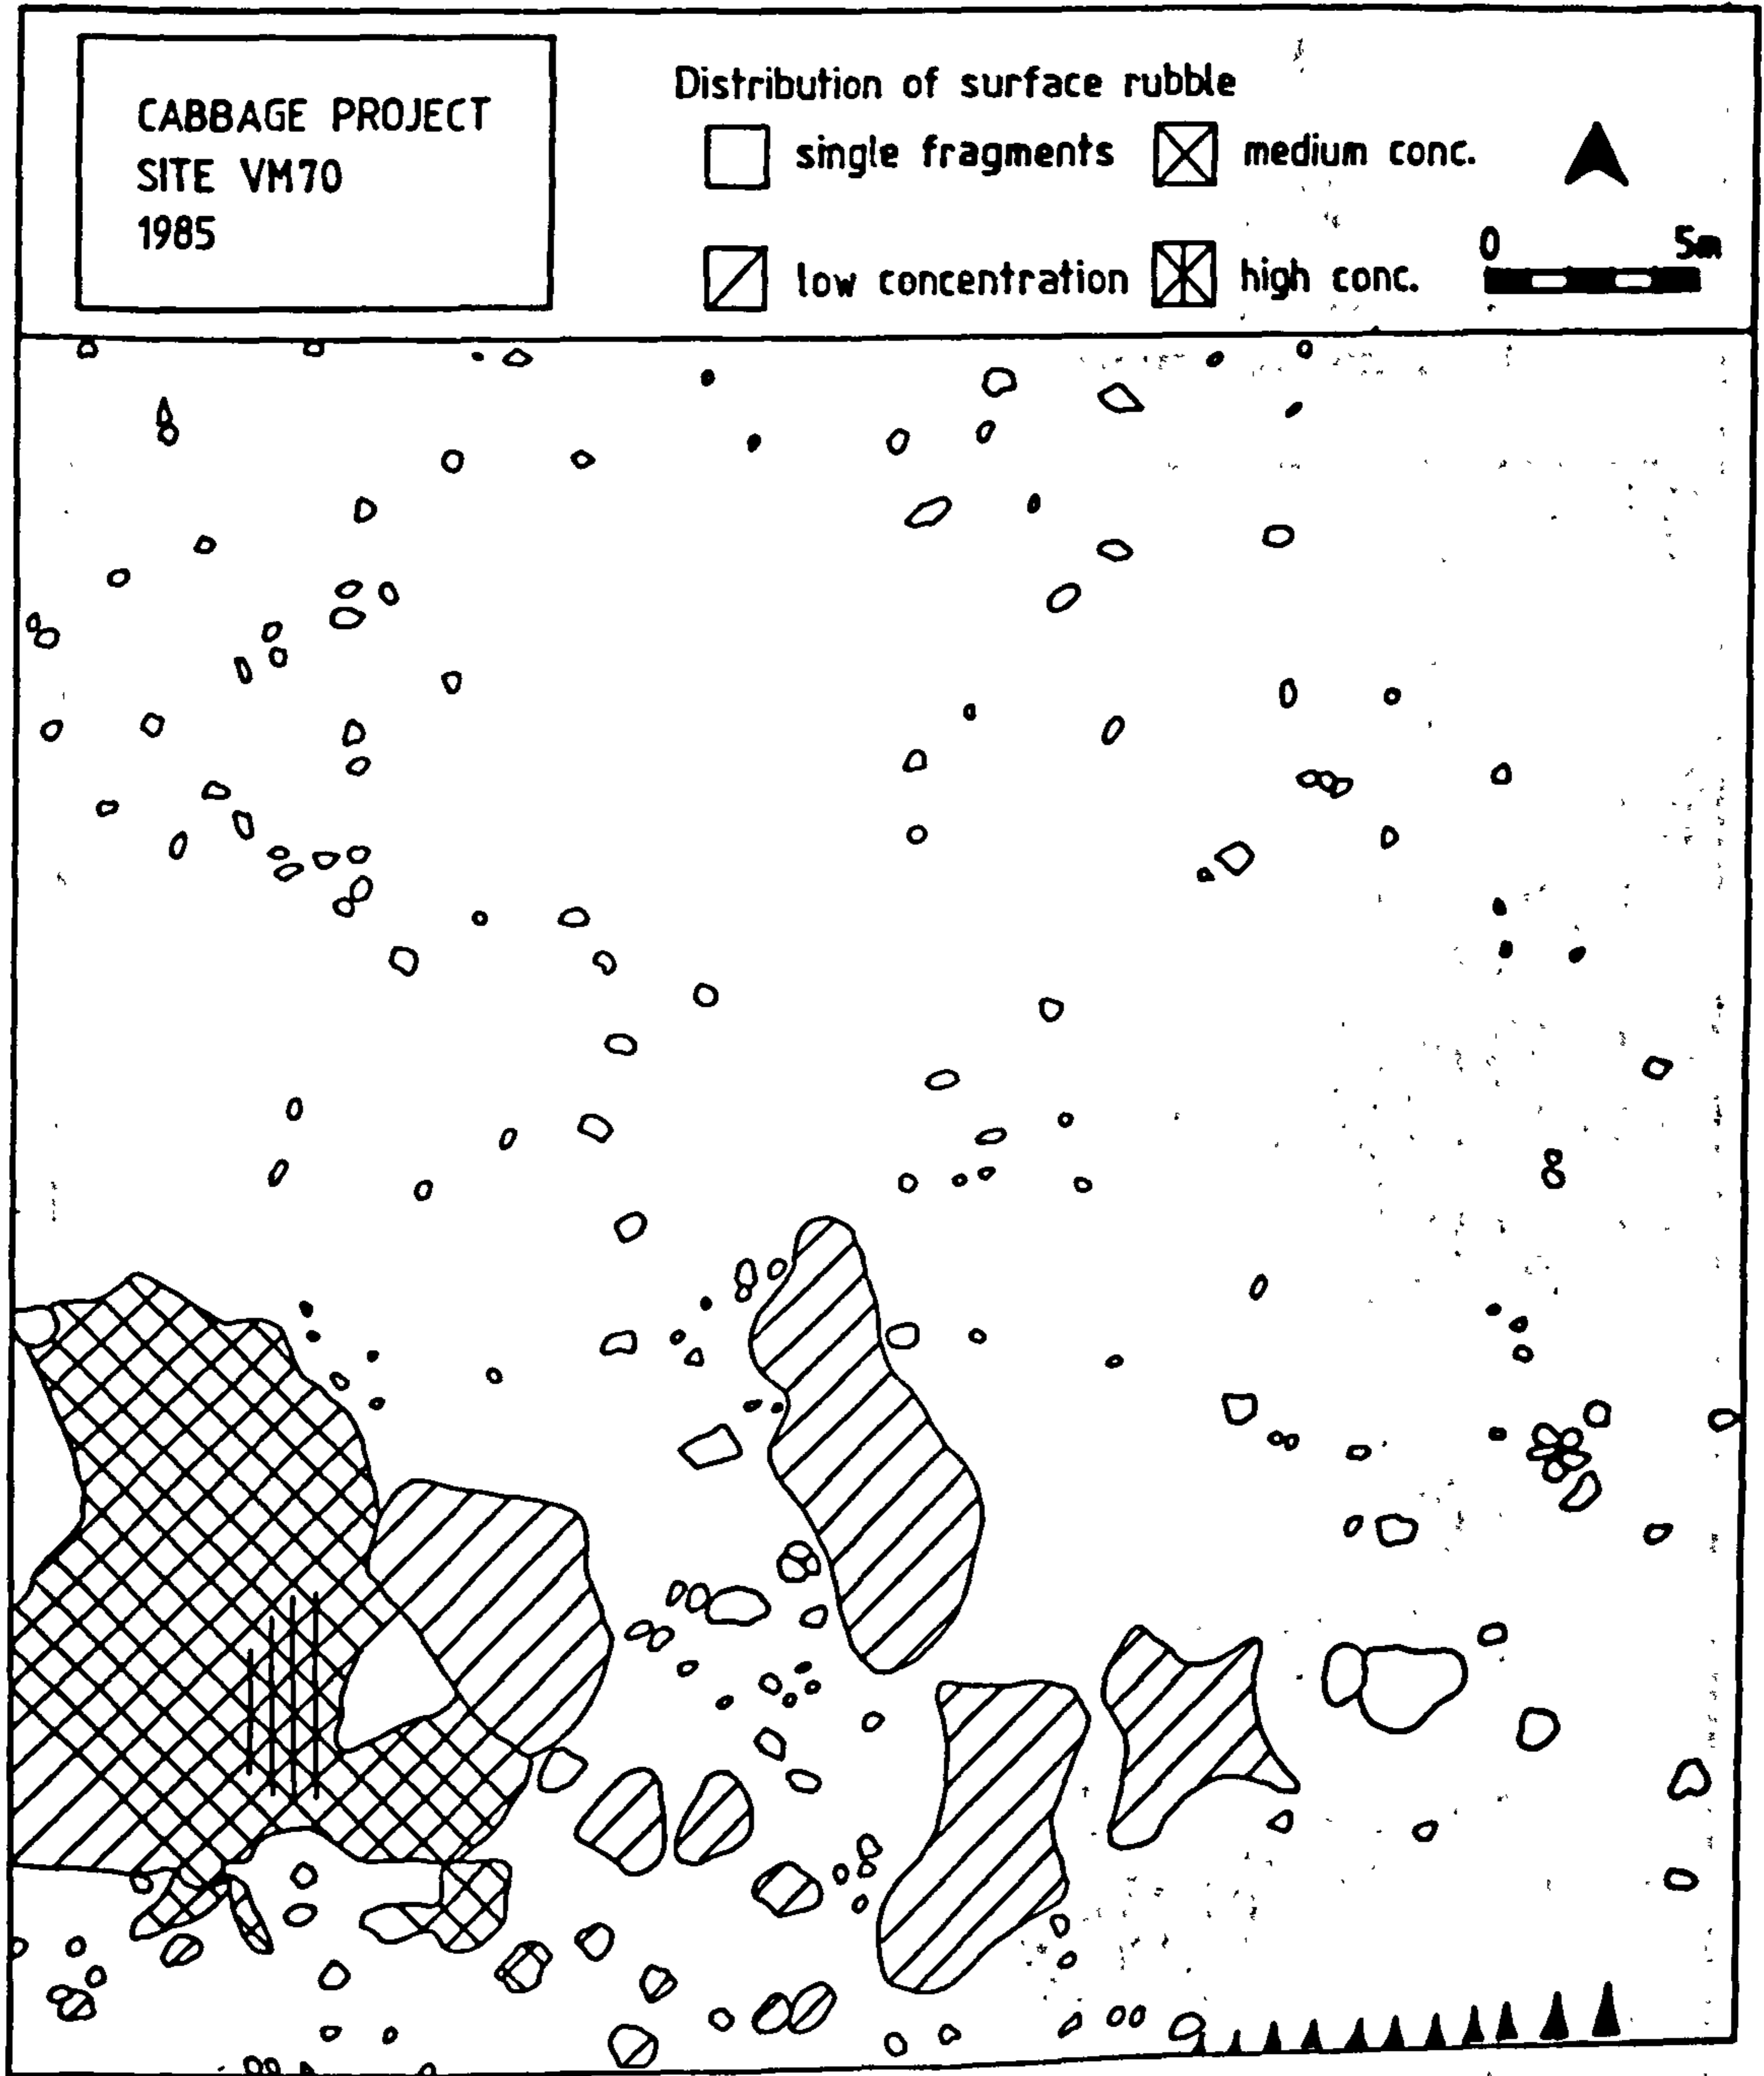 CABBAGE PROJECT
SITE VM70
1985
Distribution of surface rubble
single fragments
medium conc.
low concentration
high conc.
0 5m